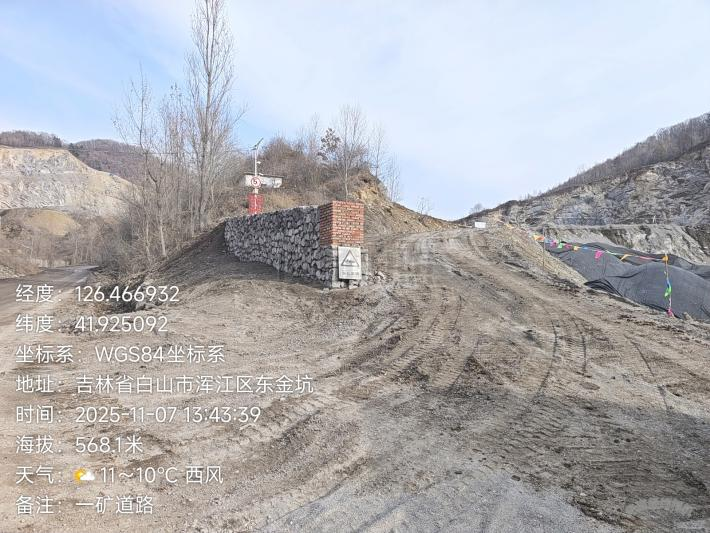 5
经度：126.466932
纬度：41.925092
坐标系：WGS84坐标系
地址：吉林省白山市浑江区东金坑
时间：2025-11-07 13:43:39
海拔：568.1米
天气：11~10℃ 西风
备注：一矿道路